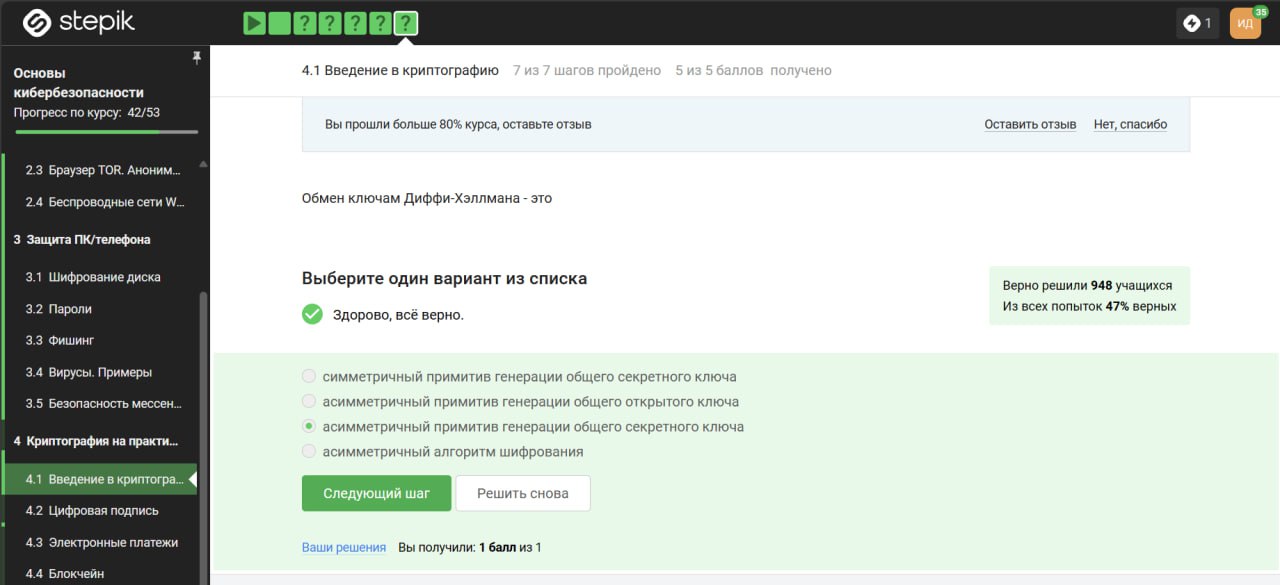 stepik
? ? ? ? ?
1
ИД
35
Основы
кибербезопасности
Прогресс по курсу: 42/53
2.3 Браузер TOR. Аноним...
2.4 Беспроводные сети W...
3 Защита ПК/телефона
3.1 Шифрование диска
3.2 Пароли
3.3 Фишинг
3.4 Вирусы. Примеры
3.5 Безопасность мессен...
4 Криптография на практи...
4.1 Введение в криптогра...
4.2 Цифровая подпись
4.3 Электронные платежи
4.4 Блокчейн
4.1 Введение в криптографию 7 из 7 шагов пройдено 5 из 5 баллов получено
Вы прошли больше 80% курса, оставьте отзыв
Оставить отзыв Нет, спасибо
Обмен ключам Диффи-Хэллмана - это
Выберите один вариант из списка
Здорово, всё верно.
Верно решили 948 учащихся
Из всех попыток 47% верных
симметричный примитив генерации общего секретного ключа
асимметричный примитив генерации общего открытого ключа
асимметричный примитив генерации общего секретного ключа
асимметричный алгоритм шифрования
Следующий шаг Решить снова
Ваши решения Вы получили: 1 балл из 1